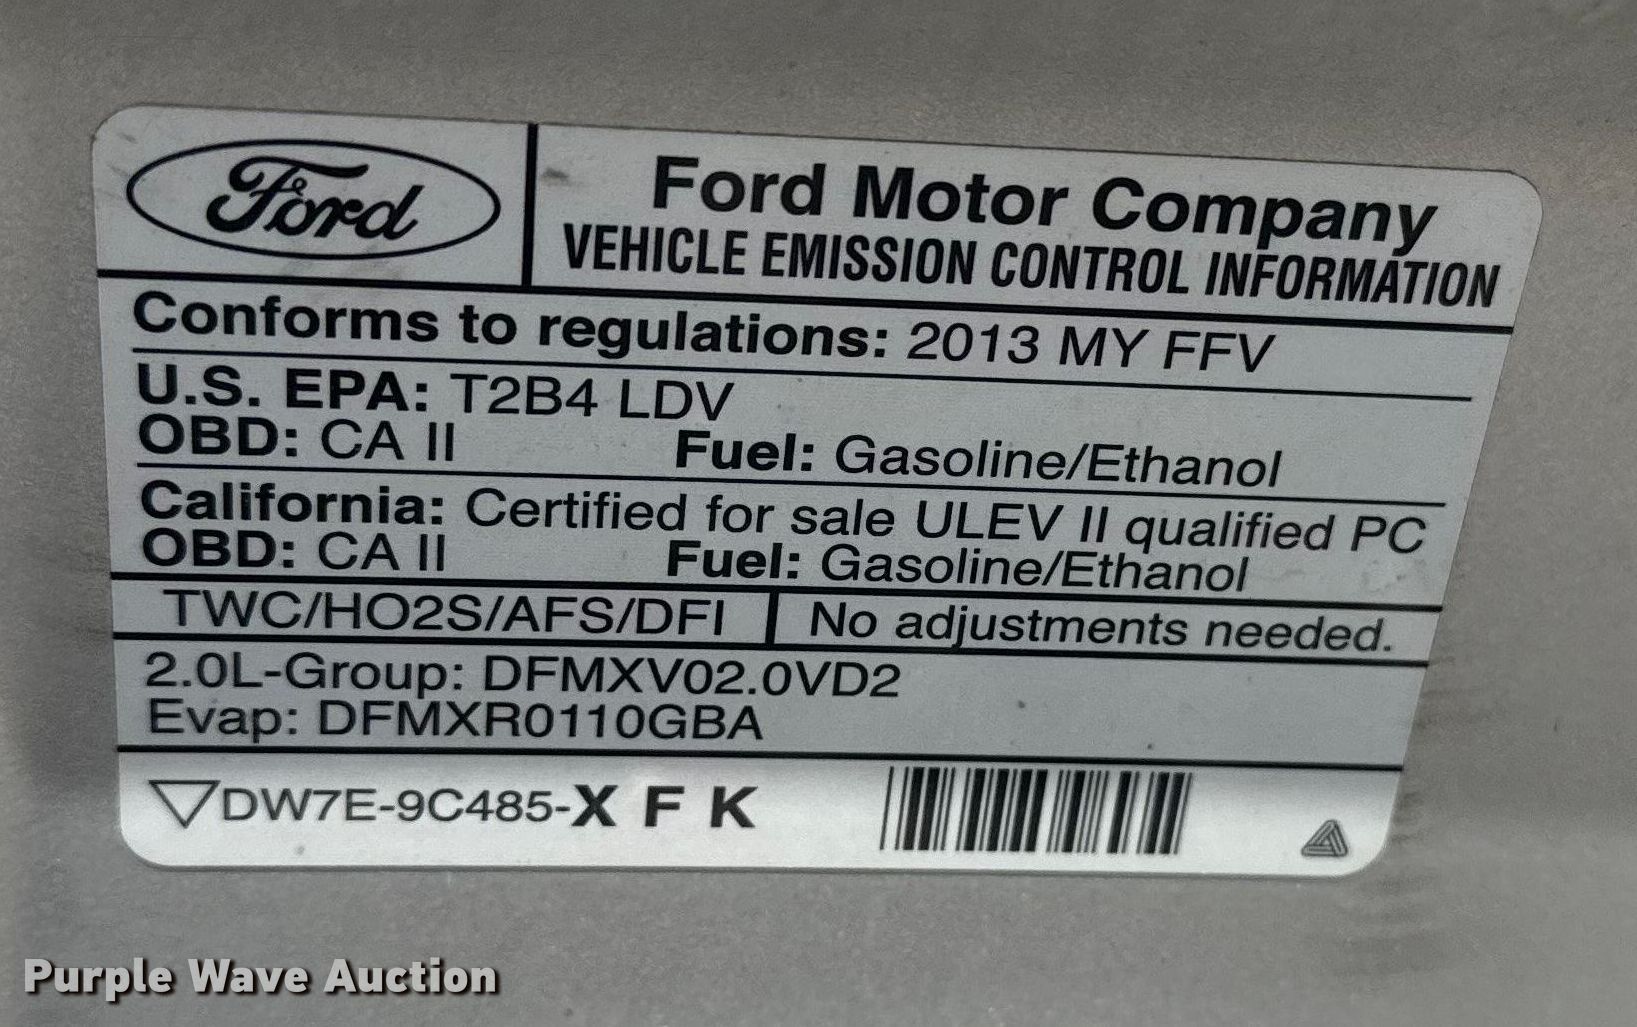 Ford
Ford Motor Company
VEHICLE EMISSION CONTROL INFORMATION
Conforms to regulations: 2013 MY FFV
U.S. EPA: T2B4 LDV
OBD: CA II Fuel: Gasoline/Ethanol
California: Certified for sale ULEV II qualified PC
OBD: CA II Fuel: Gasoline/Ethanol
TWC/HO2S/AFS/DFI No adjustments needed.
2.0L-Group: DFMXV02.0VD2
Evap: DFMXR0110GBA
DW7E-9C485-X F K
Purple Wave Auction